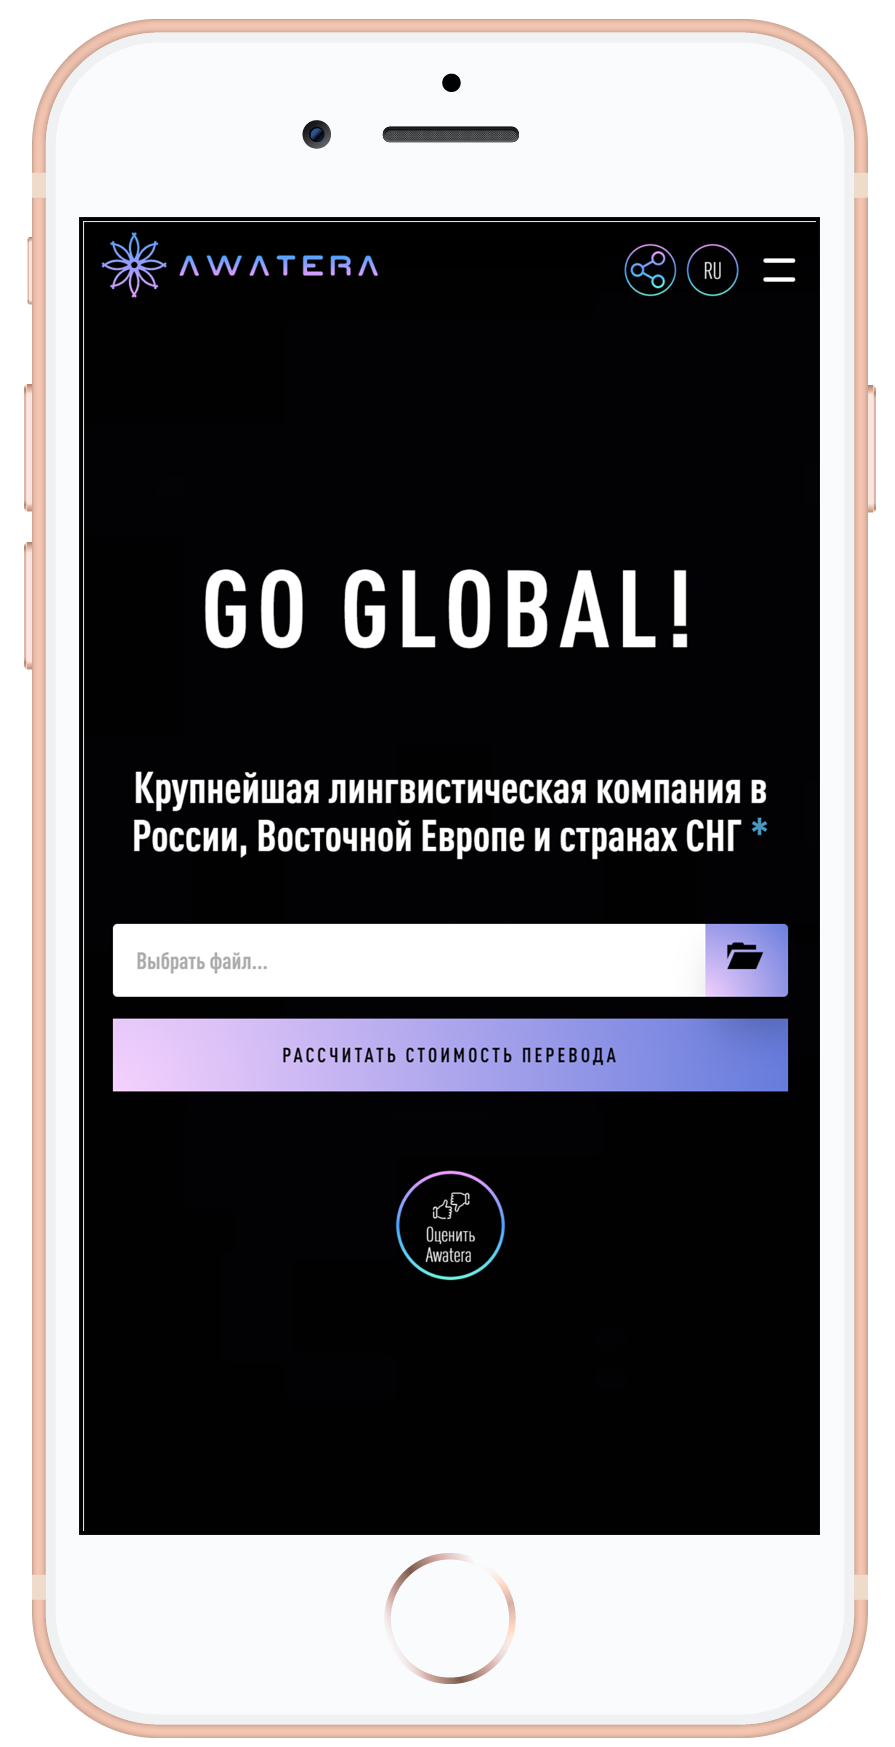 AWATERA
RU
GO GLOBAL!
Крупнейшая лингвистическая компания в
России, Восточной Европе и странах СНГ *
Выбрать файл...
РАССЧИТАТЬ СТОИМОСТЬ ПЕРЕВОДА
Оценить
Awatera